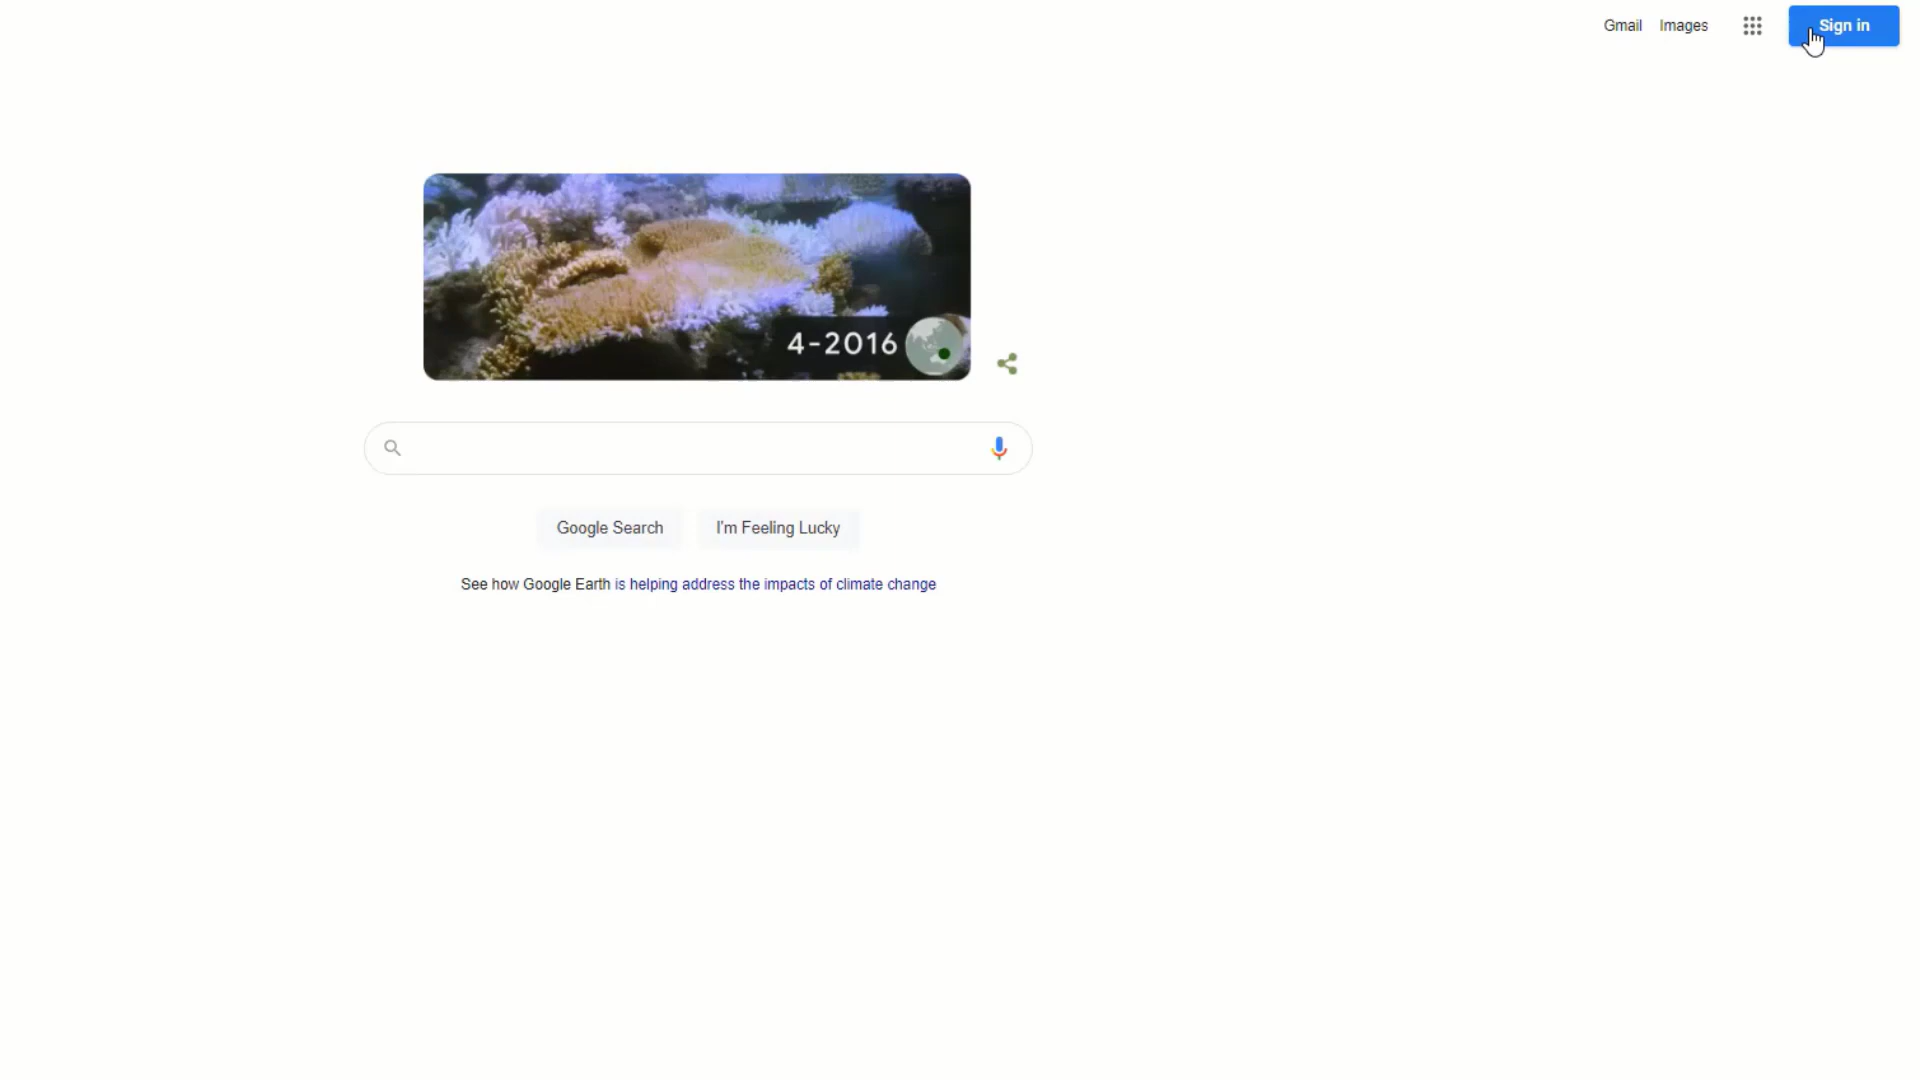 Gmail Images Sign in
4-2016
Google Search I'm Feeling Lucky
See how Google Earth is helping address the impacts of climate change